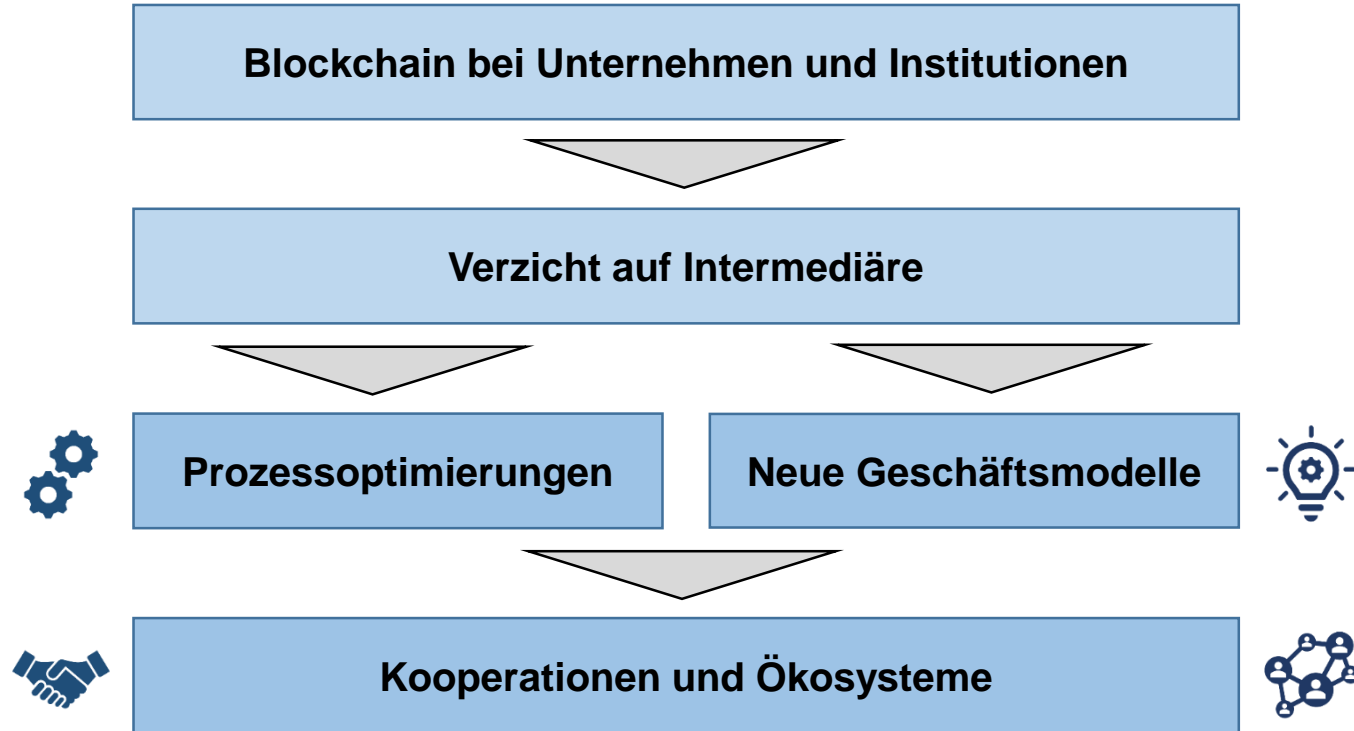 Blockchain bei Unternehmen und Institutionen
Verzicht auf Intermediäre
Prozessoptimierungen
Neue Geschäftsmodelle
Kooperationen und Ökosysteme